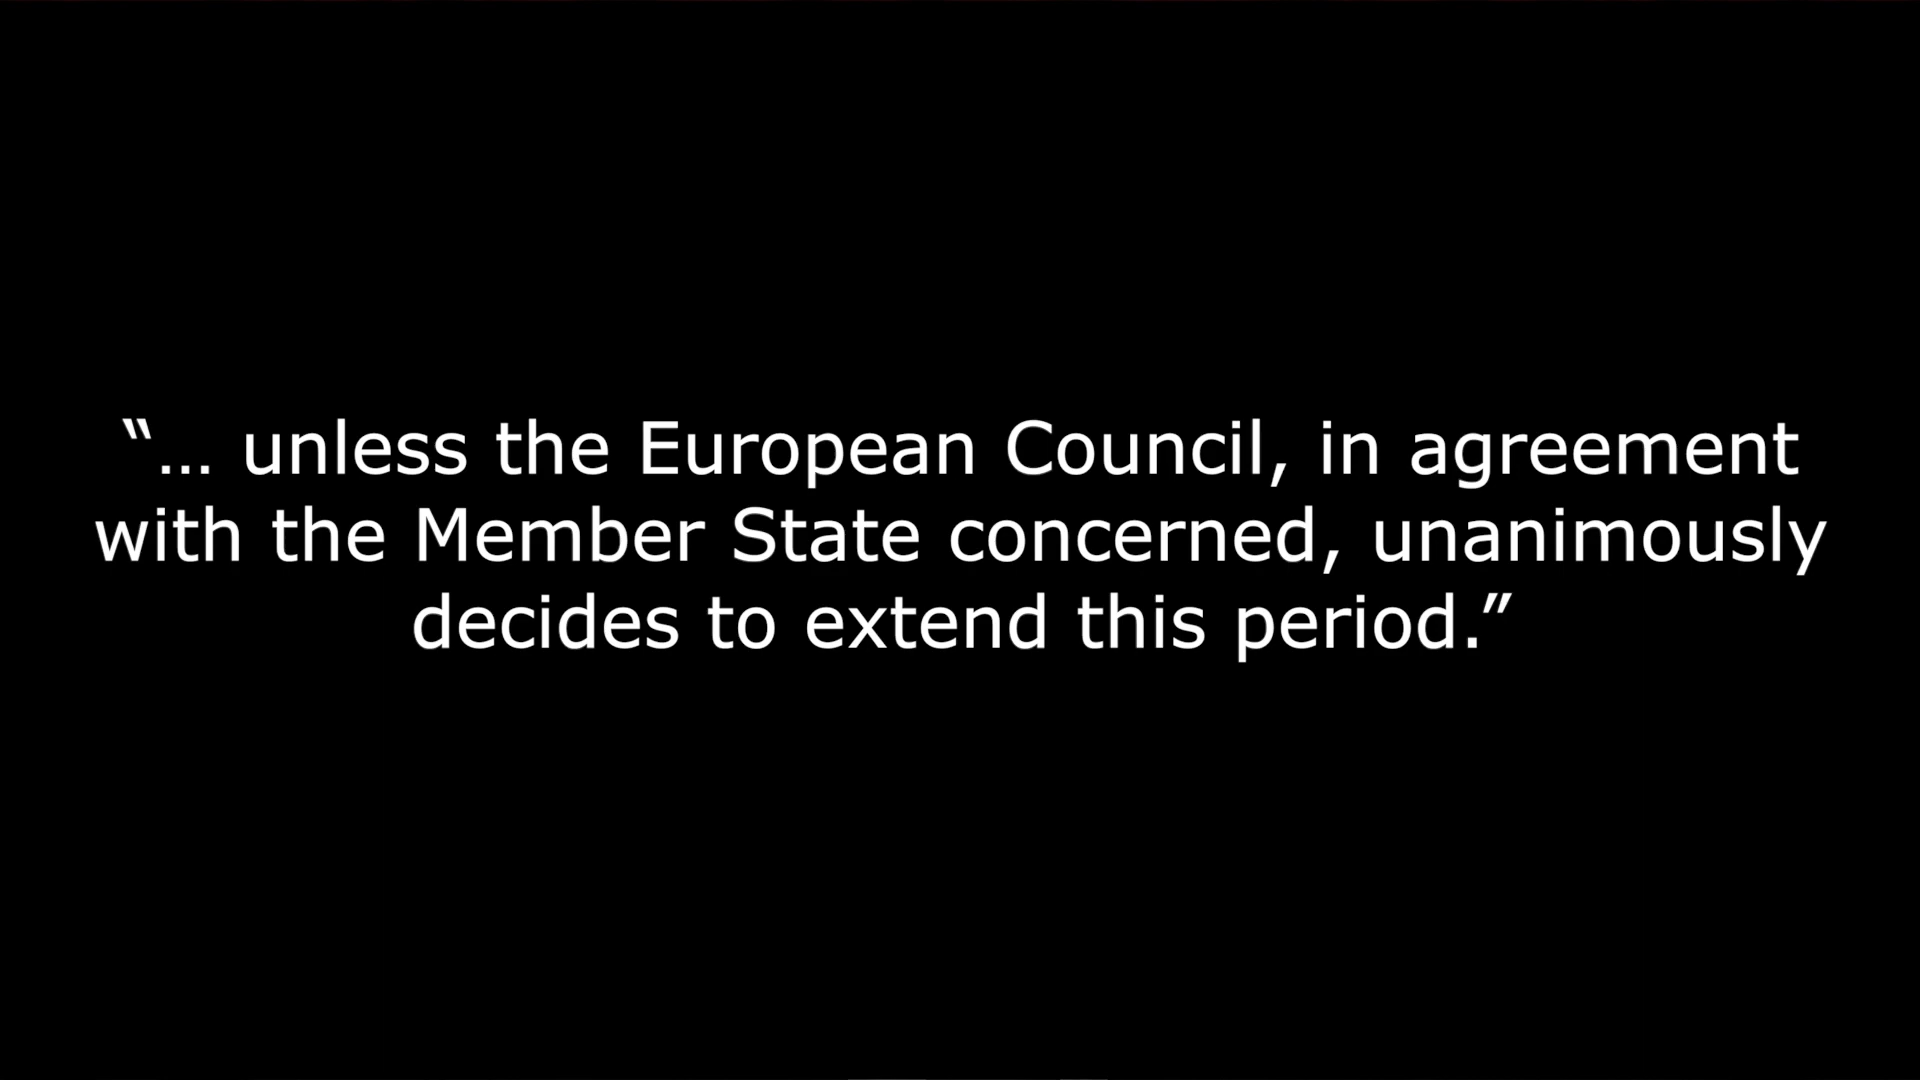 “… unless the European Council, in agreement
with the Member State concerned, unanimously
decides to extend this period.”